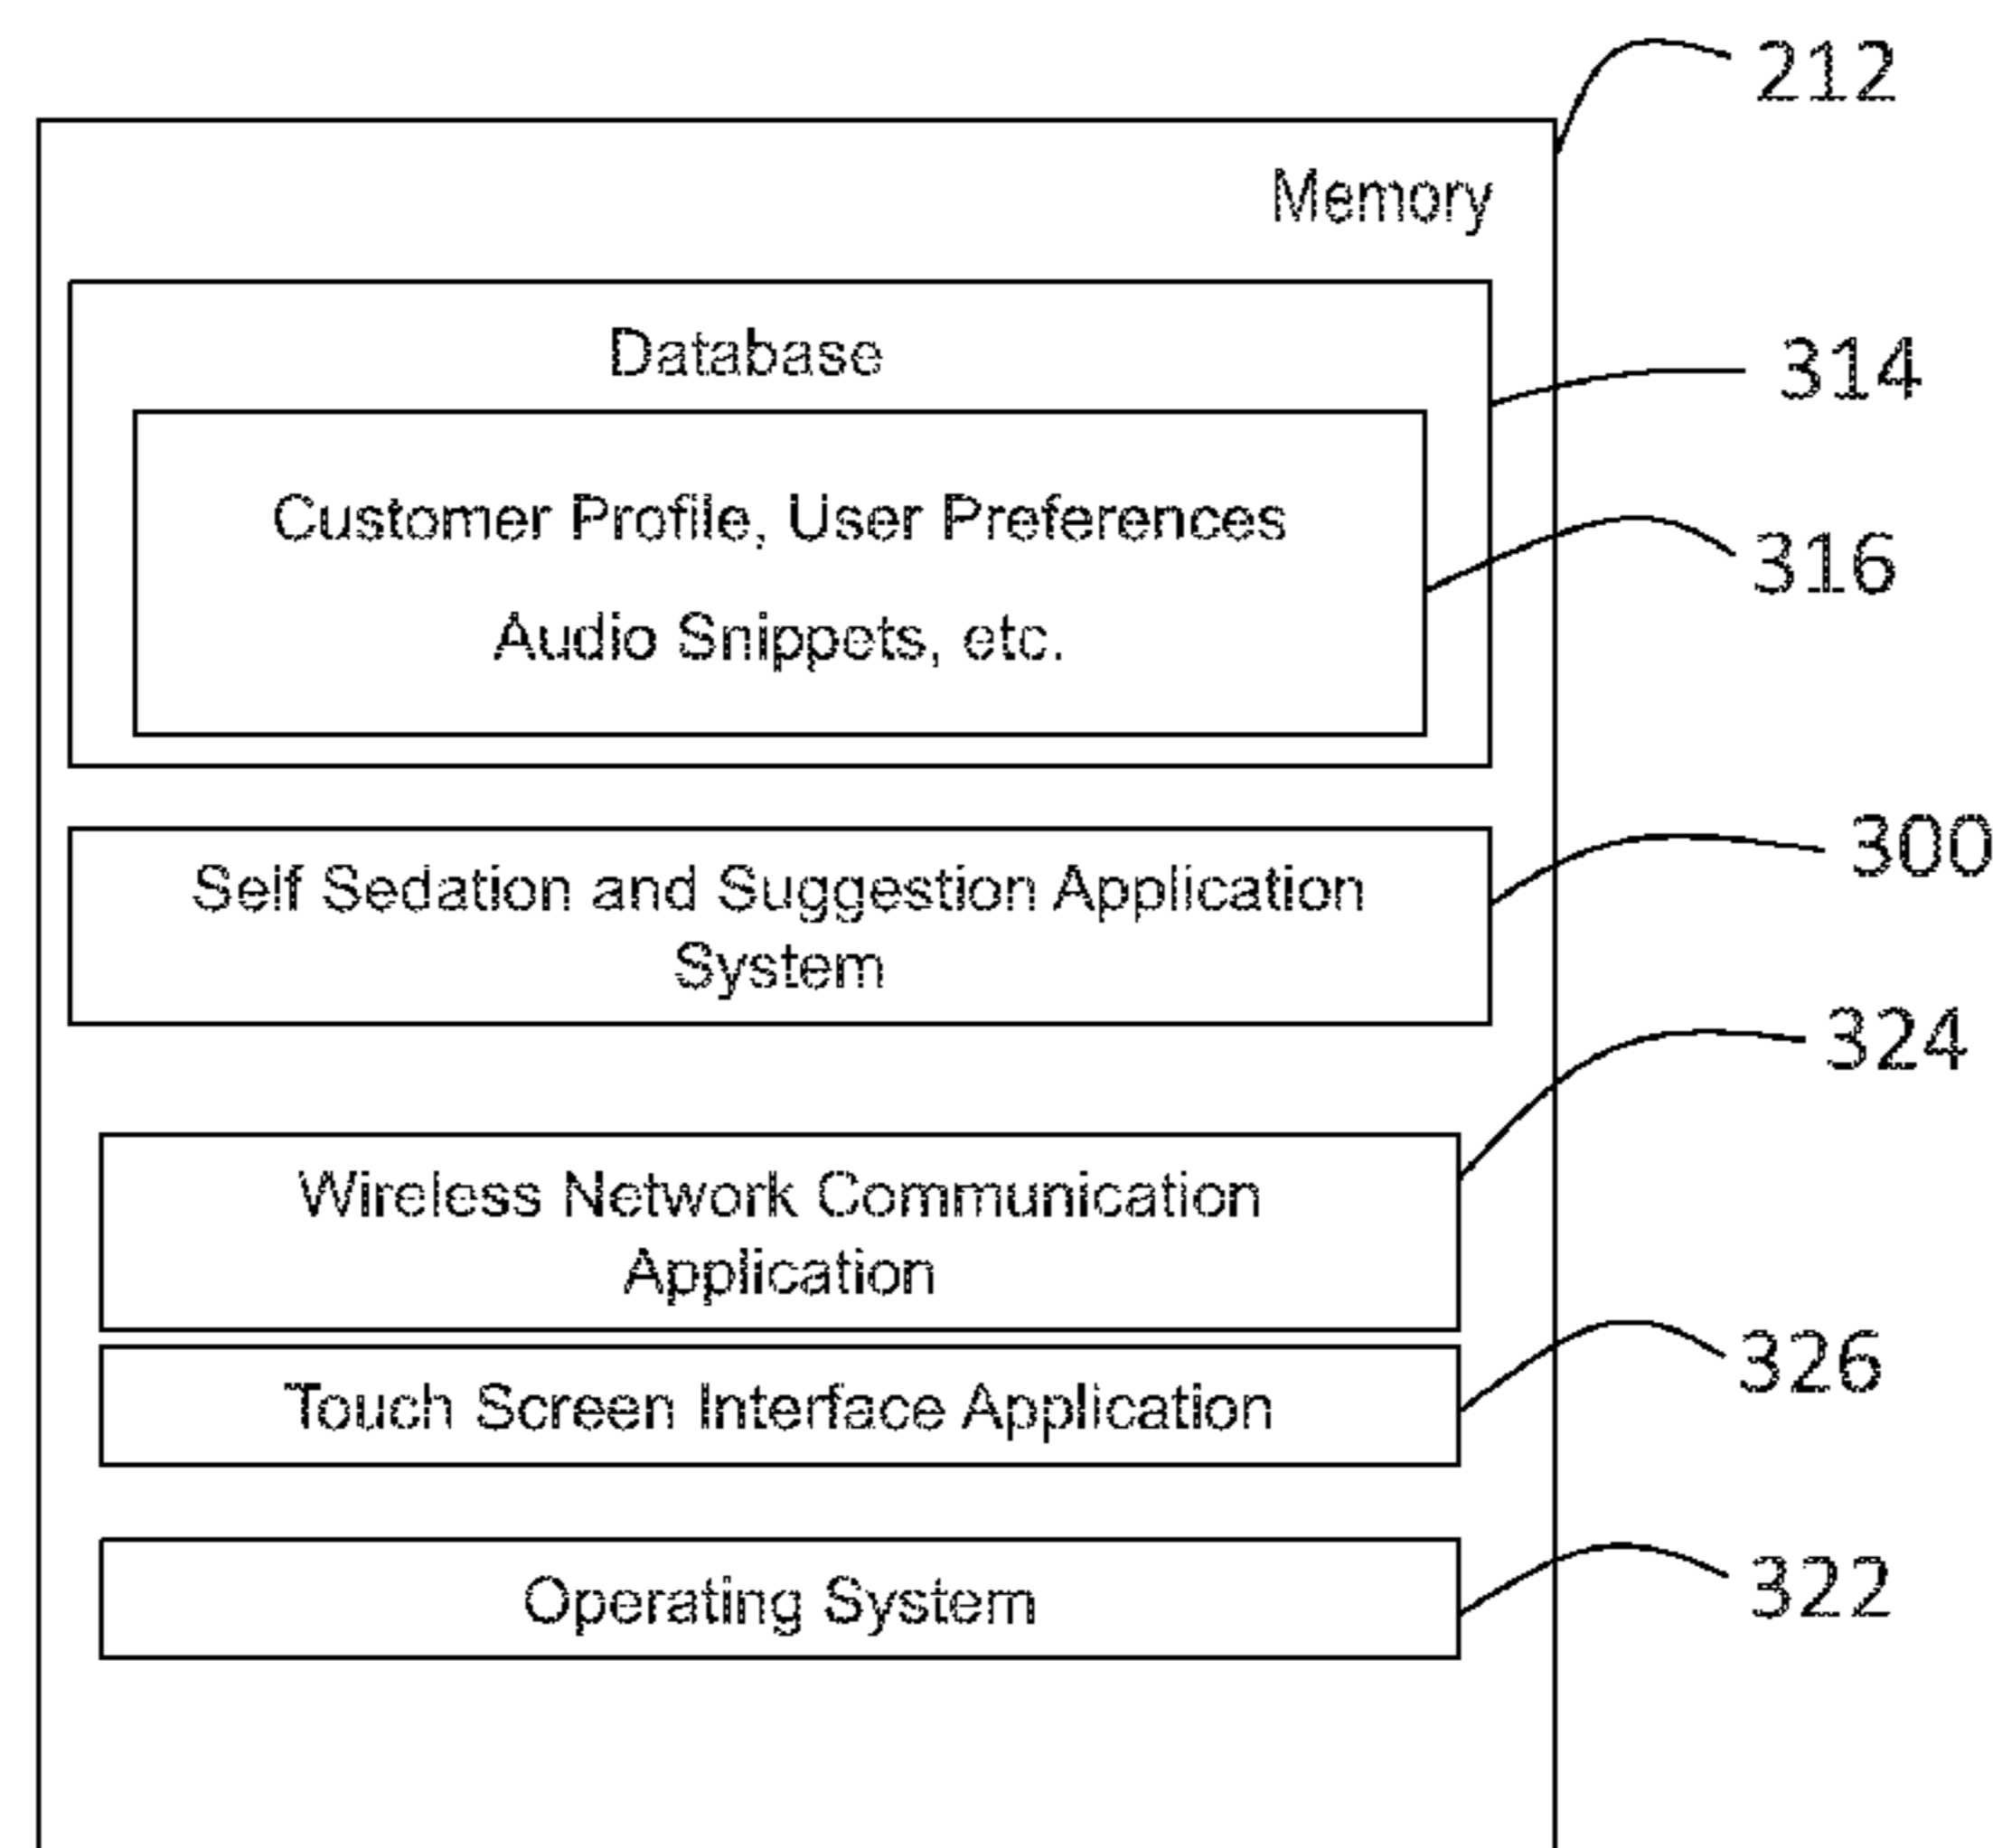 212
Memory
Database
314
Customer Profile, User Preferences
316
Audio Snippets, etc.
300
Self Sedation and Suggestion Application
System
324
Wireless Network Communication
Application
326
Touch Screen Interface Application
322
Operating System